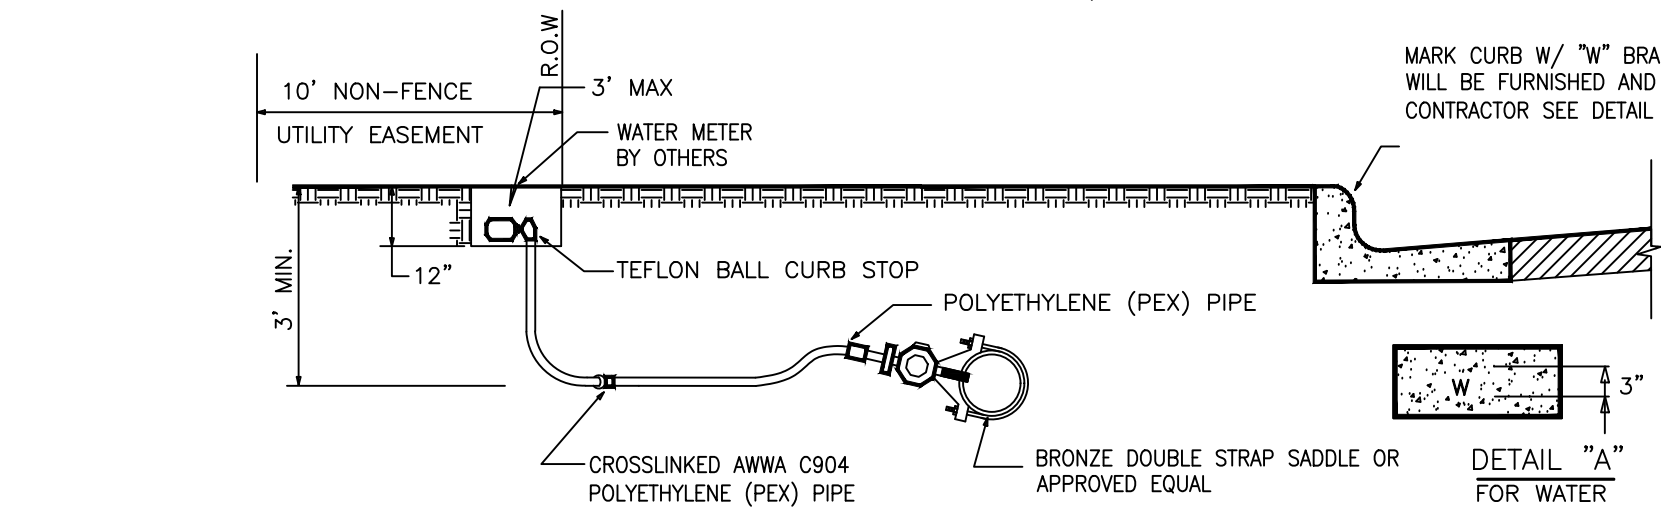 R.O.W
MARK CURB W/ "W" BRA
WILL BE FURNISHED AND
CONTRACTOR SEE DETAIL
10' NON-FENCE
UTILITY EASEMENT
3' MAX
WATER METER
BY OTHERS
12"
3' MIN.
TEFLON BALL CURB STOP
POLYETHYLENE (PEX) PIPE
W
3"
CROSSLINKED AWWA C904
POLYETHYLENE (PEX) PIPE
BRONZE DOUBLE STRAP SADDLE OR
APPROVED EQUAL
DETAIL "A"
FOR WATER